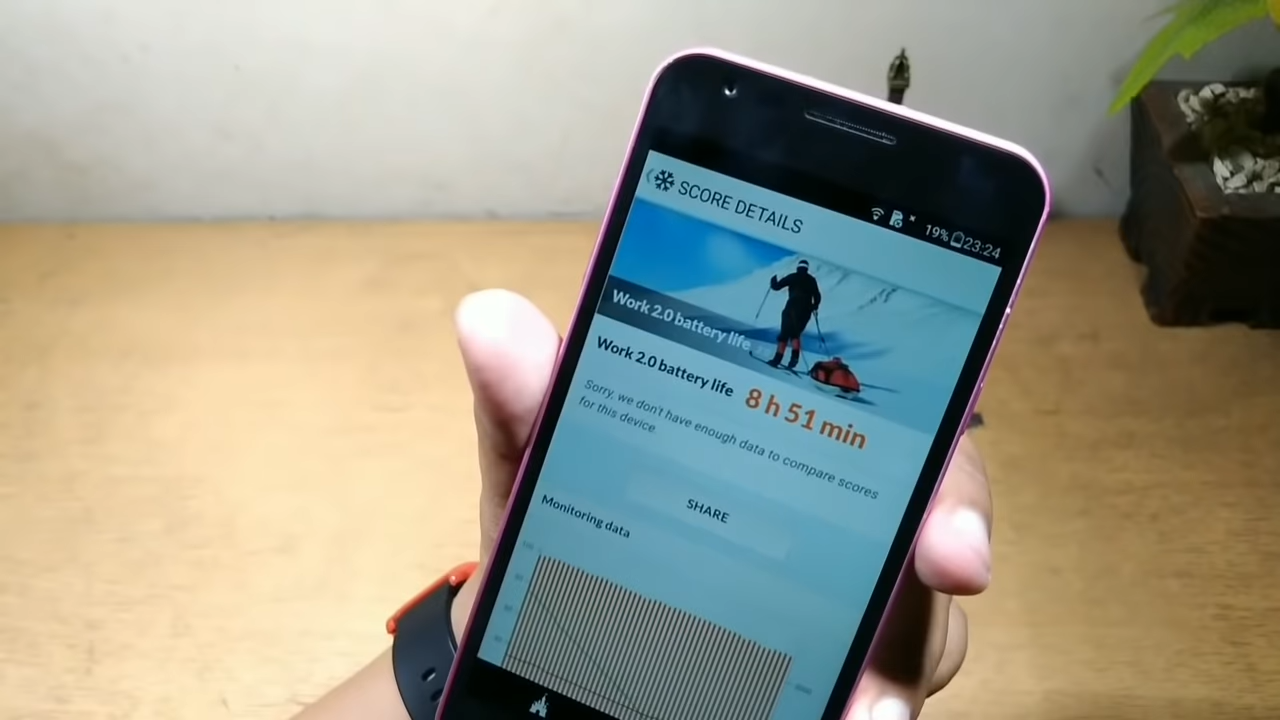 19% 23:24
SCORE DETAILS
Work 2.0 battery life
Work 2.0 battery life 8 h 51 min
Sorry, we don't have enough data to compare scores
for this device.
SHARE
Monitoring data